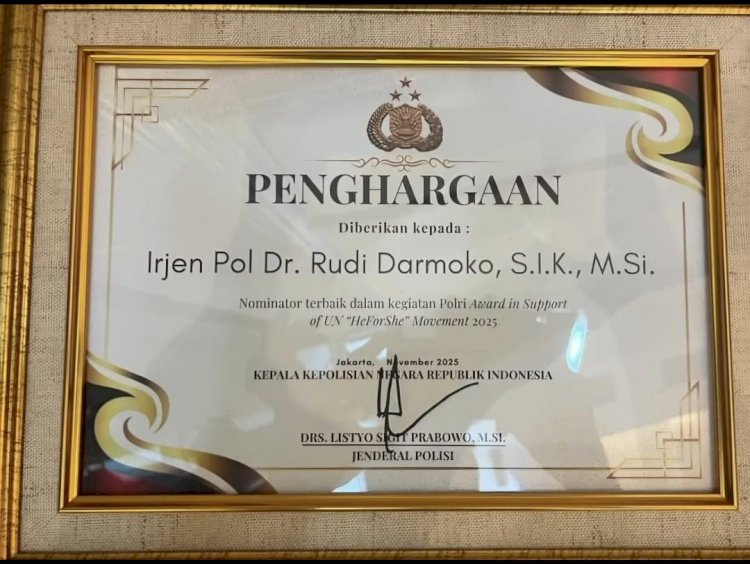 PENGHARGAAN
Diberikan kepada :
Irjen Pol Dr. Rudi Darmoko, S.I.K., M.Si.
Nominator terbaik dalam kegiatan Polri Award in Support
of UN "HeForShe" Movement 2025
Jakarta, November 2025
KEPALA KEPOLISIAN NEGARA REPUBLIK INDONESIA
DRS. LISTYO SIGIT PRABOWO, M.SI.
JENDERAL POLISI